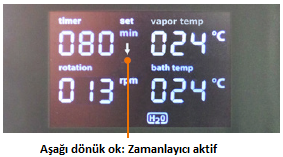 timer set vapor temp
080 min 024 °C
rotation bath temp
013 rpm 024 °C
H2O
Aşağı dönük ok: Zamanlayıcı aktif